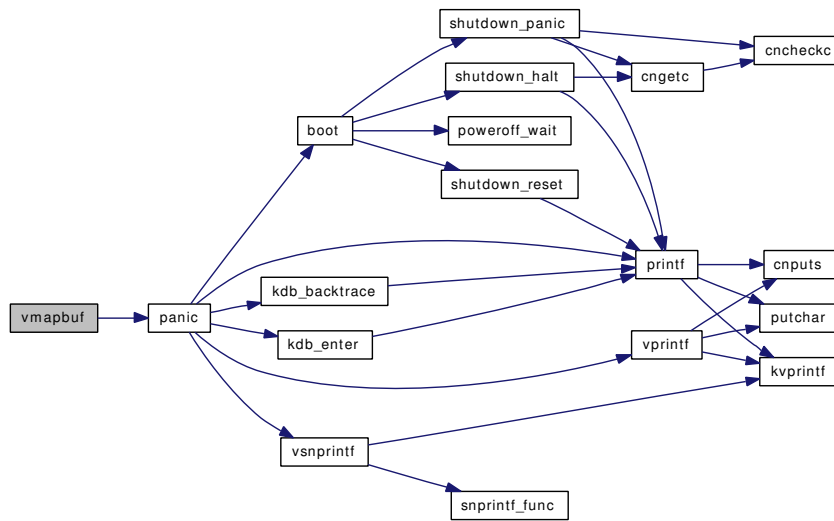 shutdown_panic
cncheckc
shutdown_halt
cngetc
boot
poweroff_wait
shutdown_reset
printf
cnputs
kdb_backtrace
vmapbuf
panic
putchar
kdb_enter
vprintf
kvprintf
vsnprintf
snprintf_func